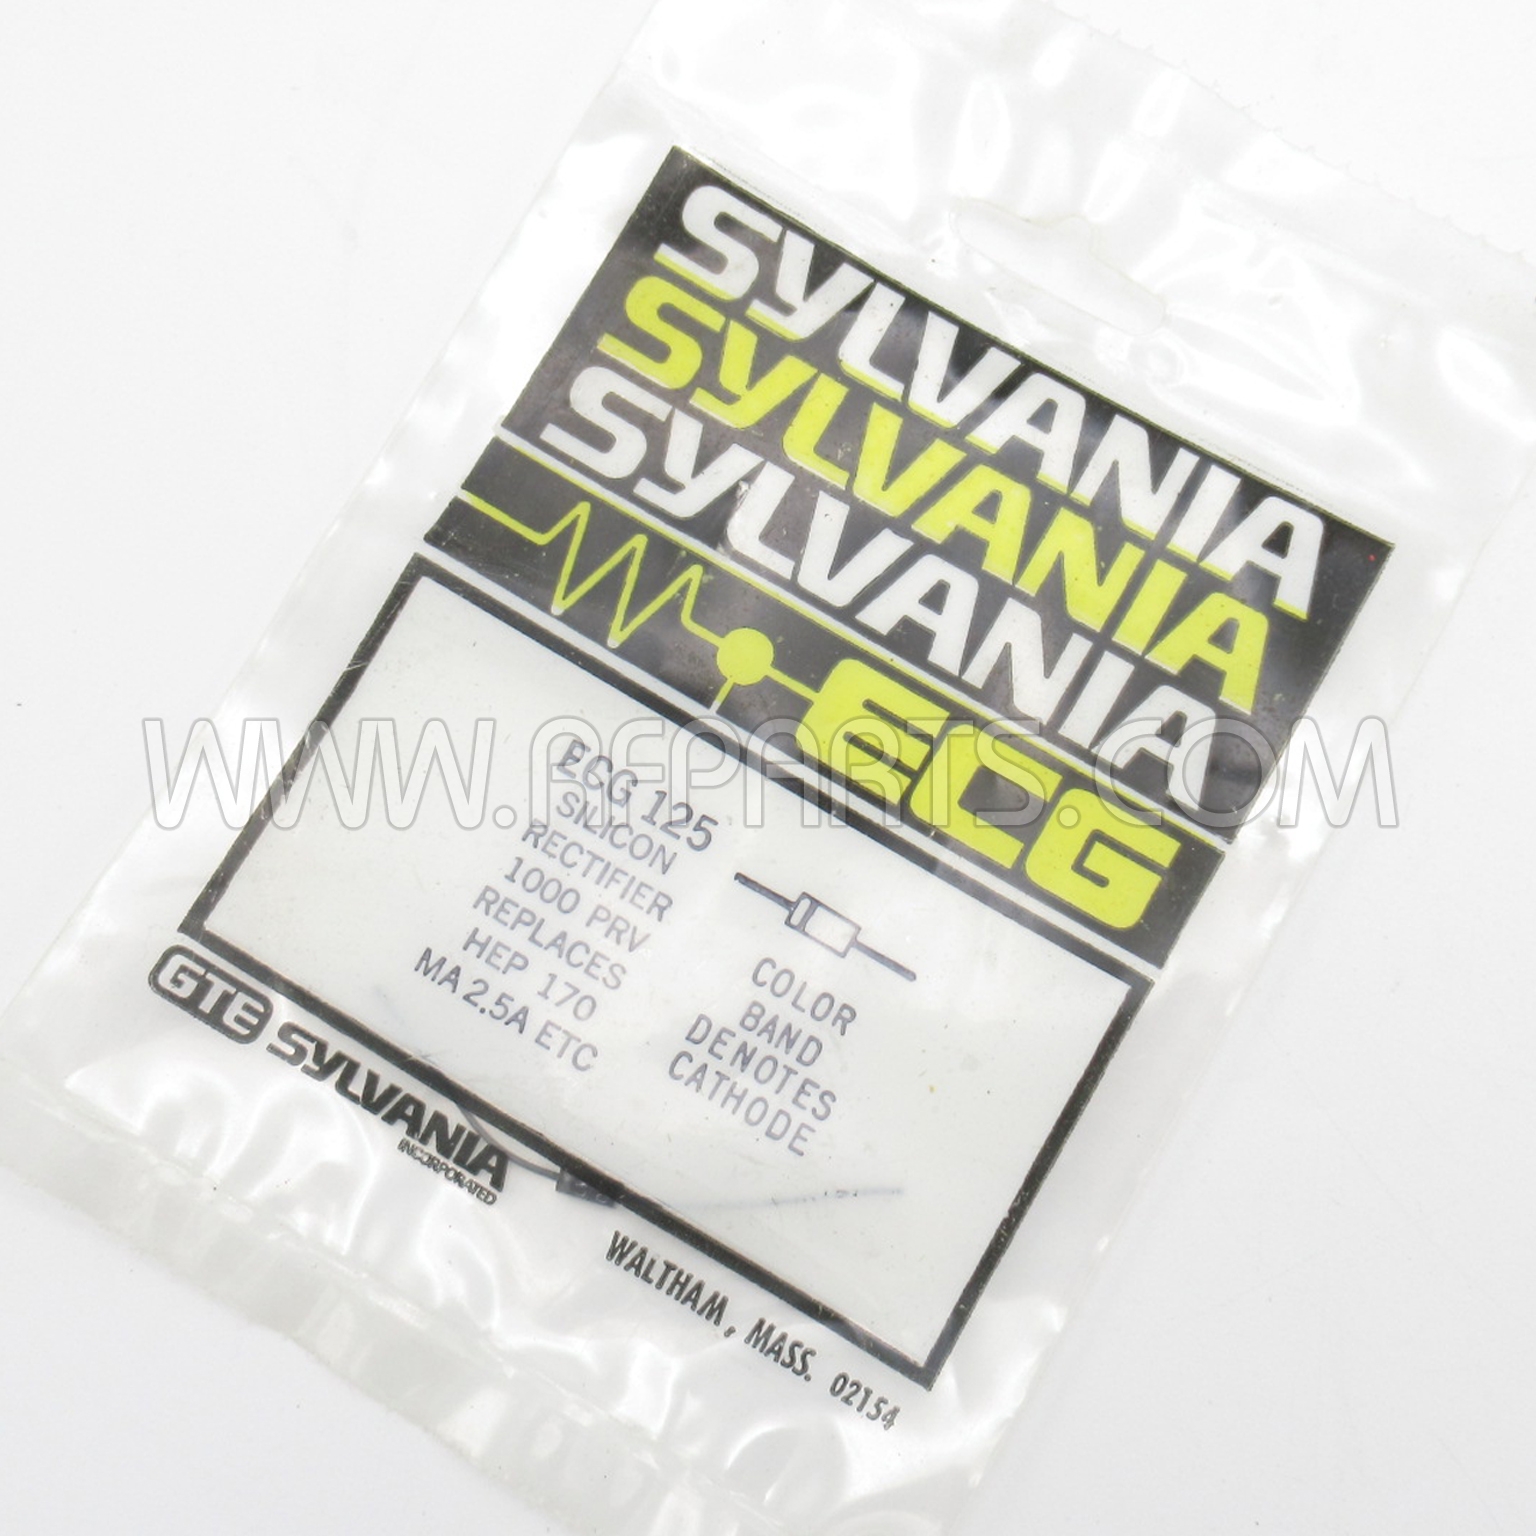 SYLVANIA
SYLVANIA
SYLVANIA
ECG
WWW.RFPARTS.COM
ECG 125
SILICON
RECTIFIER
1000 PRV
REPLACES
HEP 170
MA 2.5A ETC
COLOR
BAND
DENOTES
CATHODE
GTE SYLVANIA
INCORPORATED
WALTHAM, MASS. 02154